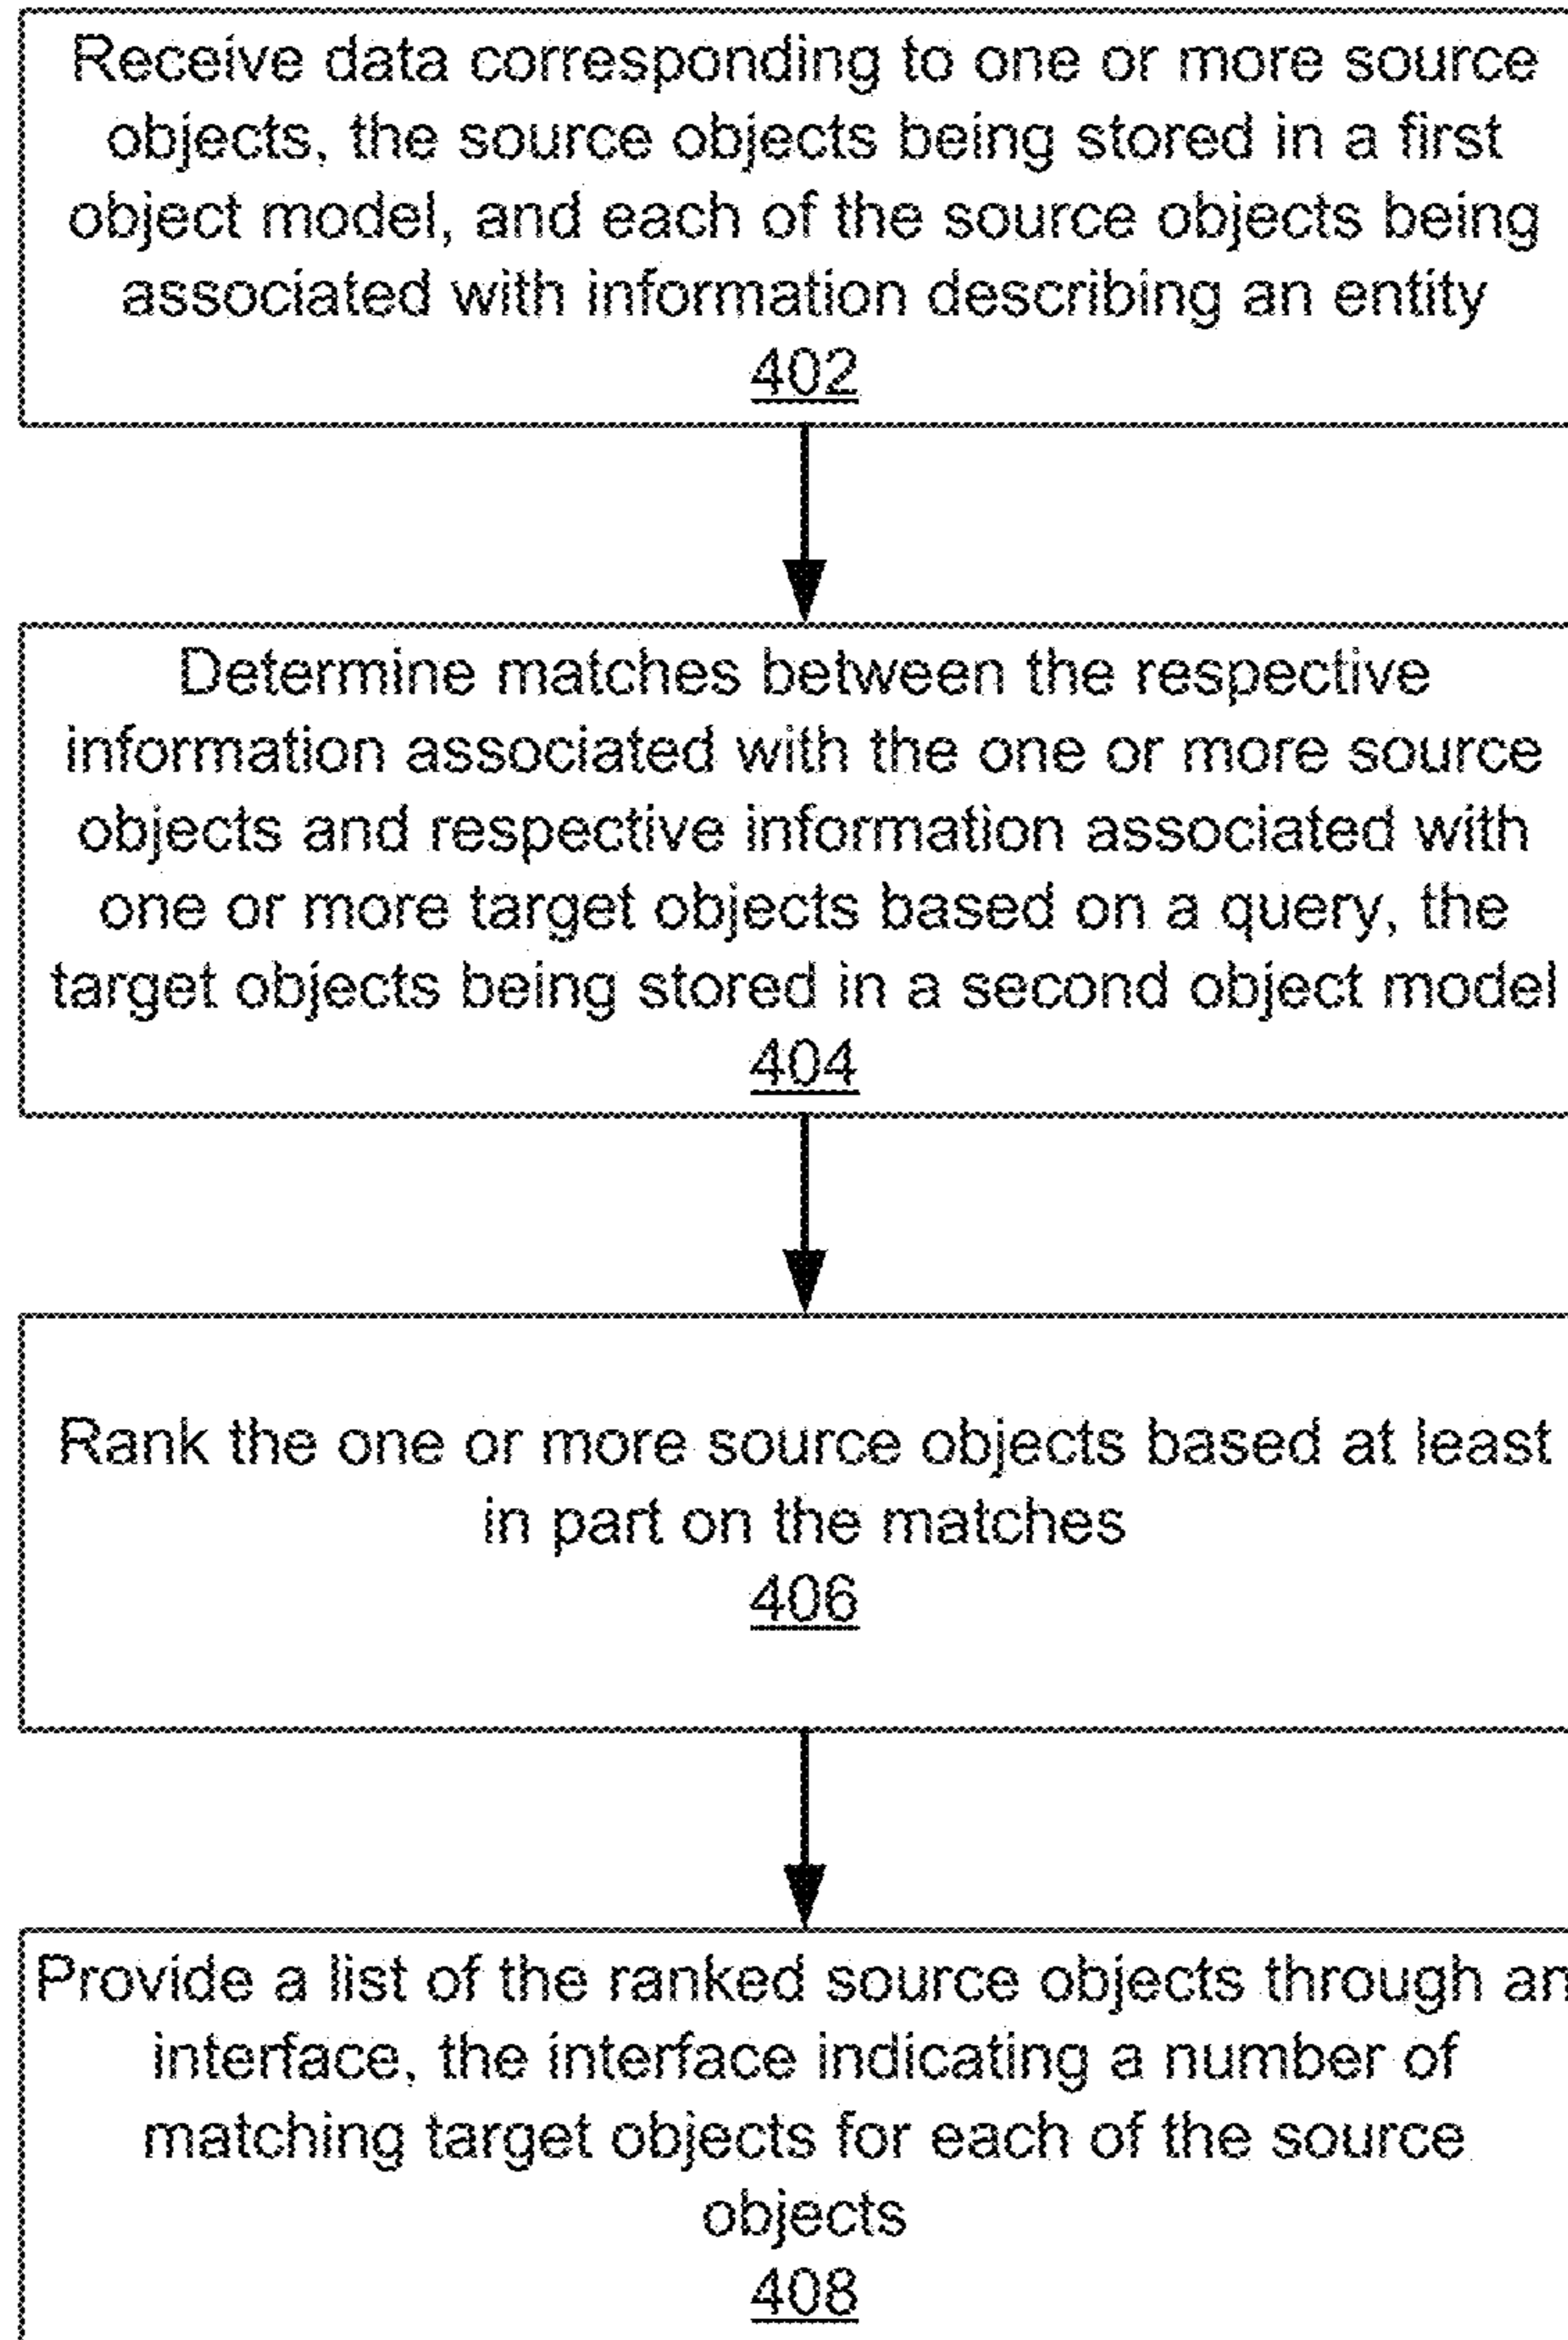 Receive data corresponding to one or more source
objects, the source objects being stored in a first
object model, and each of the source objects being
associated with information describing an entity
402
Determine matches between the respective
information associated with the one or more source
objects and respective information associated with
one or more target objects based on a query, the
target objects being stored in a second object model
404
Rank the one or more source objects based at least
in part on the matches
406
Provide a list of the ranked source objects through an
interface, the interface indicating a number of
matching target objects for each of the source
objects
408